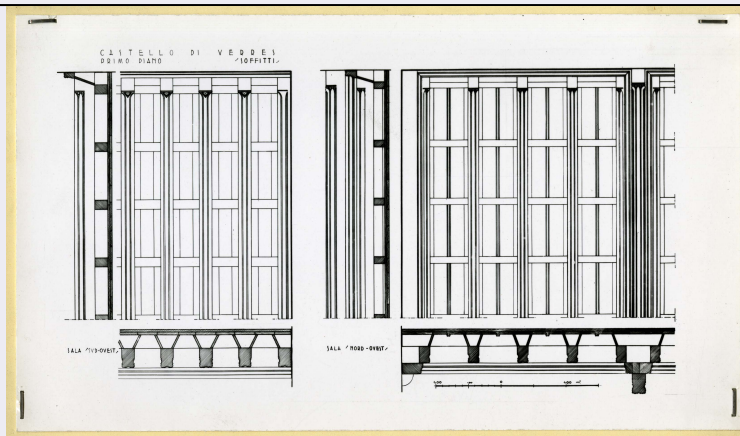 CASTELLO DI VERRES
PRIMO PIANO "SOFFITTI"
SALA "SUD-OVEST"
SALA "NORD-OVEST"